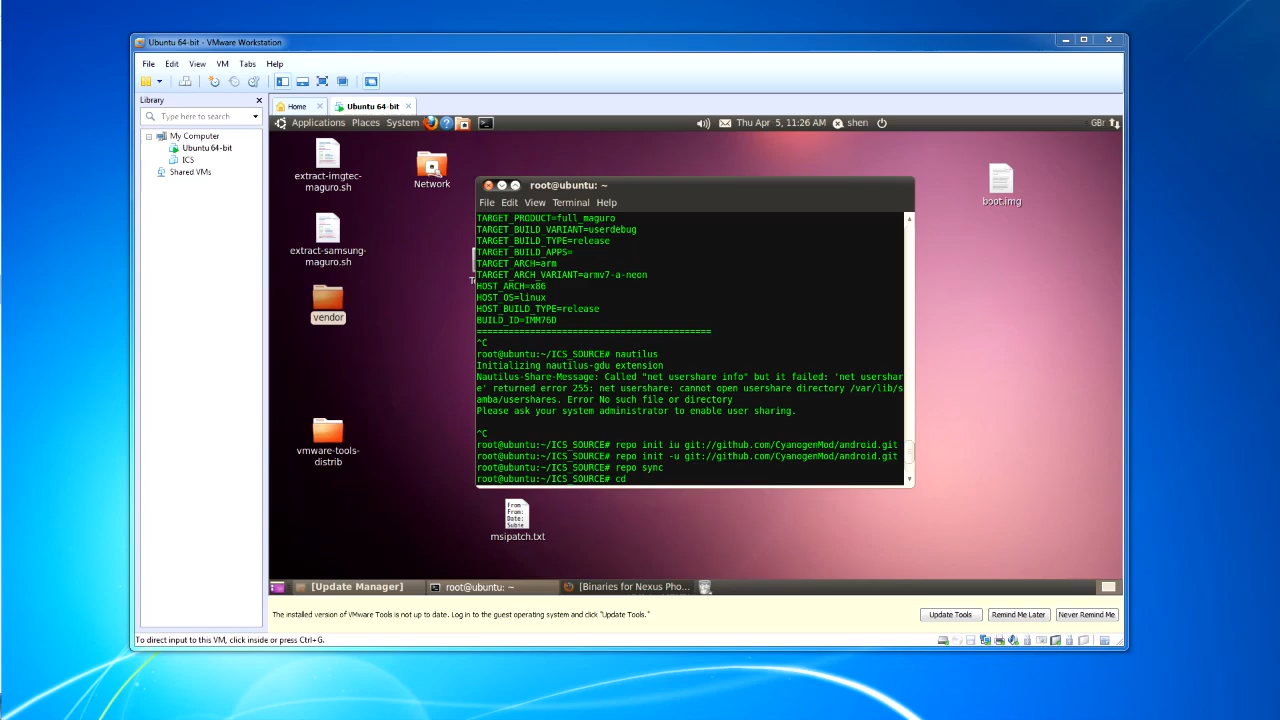 Ubuntu 64-bit - VMware Workstation
File Edit View VM Tabs Help
Library
Type here to search
My Computer
Ubuntu 64-bit
ICS
Shared VMs
Home
Ubuntu 64-bit
Applications Places System
Thu Apr 5, 11:26 AM
shen
GBr
extract-imgtec-
maguro.sh
Network
boot.img
extract-samsung-
maguro.sh
vendor
vmware-tools-
distrib
msipatch.txt
root@ubuntu: ~
File Edit View Terminal Help
TARGET_PRODUCT=full_maguro
TARGET_BUILD_VARIANT=userdebug
TARGET_BUILD_TYPE=release
TARGET_BUILD_APPS=
TARGET_ARCH=arm
TARGET_ARCH_VARIANT=armv7-a-neon
HOST_ARCH=x86
HOST_OS=linux
HOST_BUILD_TYPE=release
BUILD_ID=IMM76D
============================================
^C
root@ubuntu:~/ICS_SOURCE# nautilus
Initializing nautilus-gdu extension
Nautilus-Share-Message: Called "net usershare info" but it failed: 'net usershar
e' returned error 255: net usershare: cannot open usershare directory /var/lib/s
amba/usershares. Error No such file or directory
Please ask your system administrator to enable user sharing.
^C
root@ubuntu:~/ICS_SOURCE# repo init iu git://github.com/CyanogenMod/android.git
root@ubuntu:~/ICS_SOURCE# repo init -u git://github.com/CyanogenMod/android.git
root@ubuntu:~/ICS_SOURCE# repo sync
root@ubuntu:~/ICS_SOURCE# cd
[Update Manager]
root@ubuntu: ~
[Binaries for Nexus Pho...
The installed version of VMware Tools is not up to date. Log in to the guest operating system and click "Update Tools."
Update Tools
Remind Me Later
Never Remind Me
To direct input to this VM, click inside or press Ctrl+G.